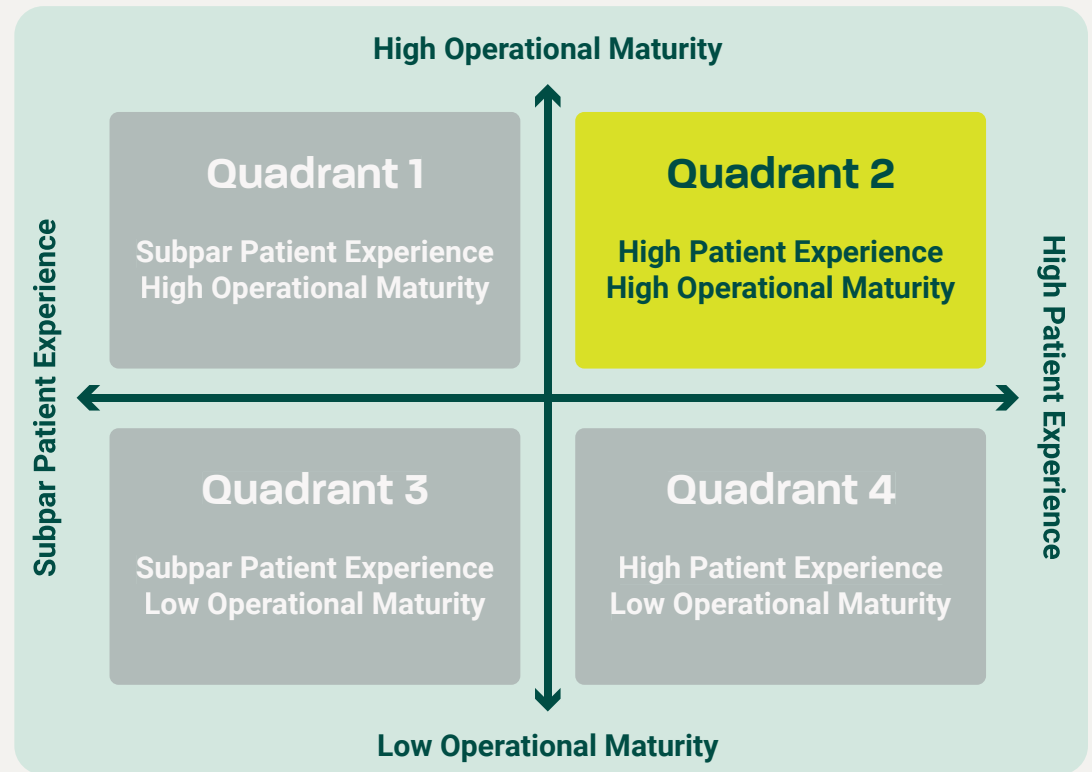 High Operational Maturity
Subpar Patient Experience
Quadrant 1
Subpar Patient Experience
High Operational Maturity
Quadrant 2
High Patient Experience
High Operational Maturity
High Patient Experience
Quadrant 3
Subpar Patient Experience
Low Operational Maturity
Quadrant 4
High Patient Experience
Low Operational Maturity
Low Operational Maturity